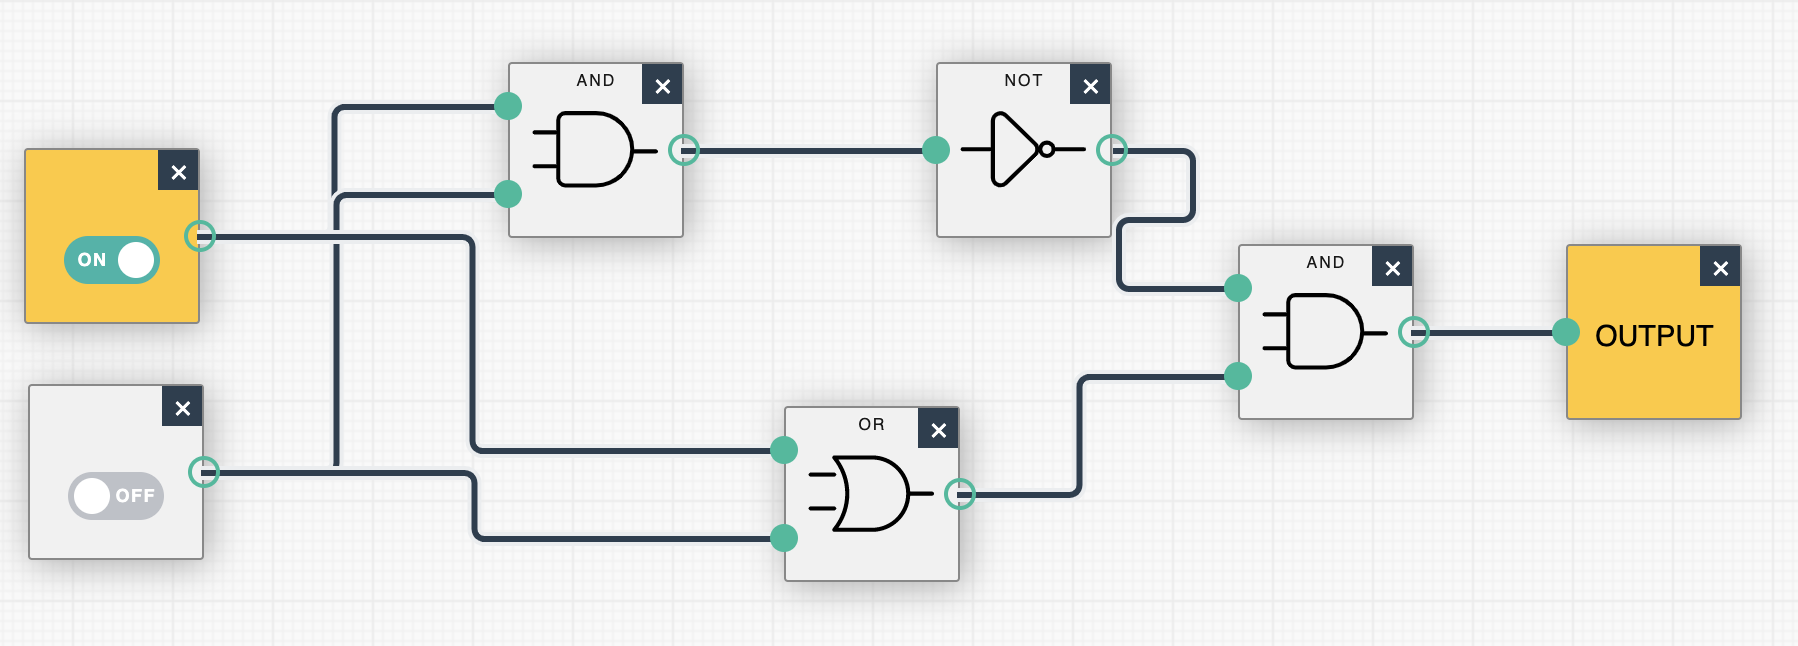 AND
NOT
ON
AND
OUTPUT
OFF
OR